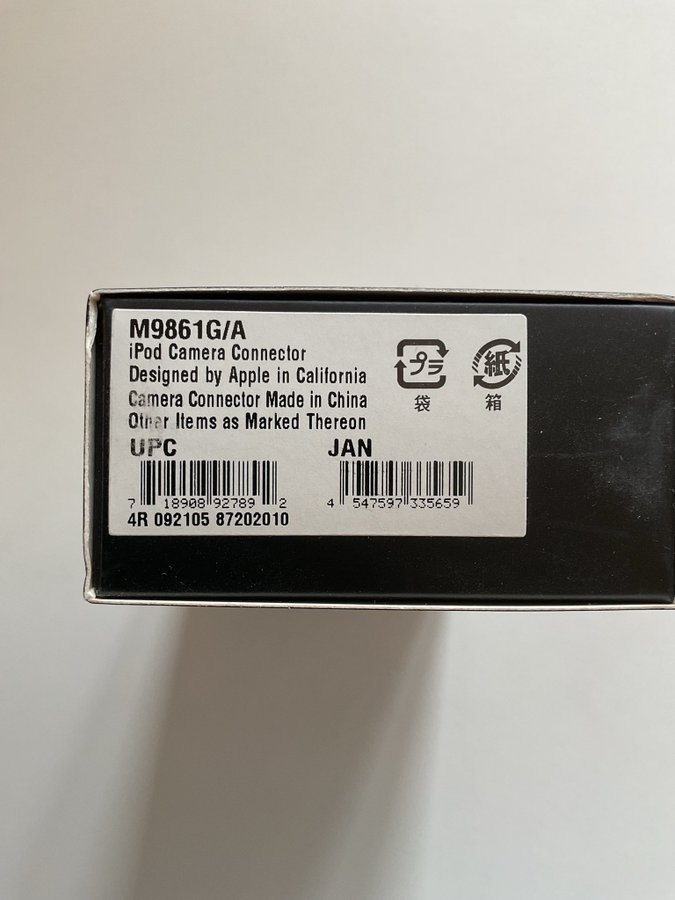 M9861G/A
iPod Camera Connector
Designed by Apple in California
Camera Connector Made in China
Other Items as Marked Thereon
プラ 紙
袋 箱
UPC JAN
7 18908 92789 2 4 547597 335659
4R 092105 87202010